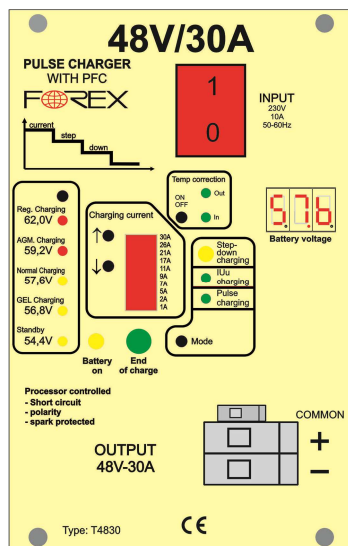 48V/30A
PULSE CHARGER
WITH PFC
FOREX
current
step
down
1
0
INPUT
230V
10A
50-60Hz
Temp correction
ON
OFF
Out
In
57.6
Battery voltage
Reg. Charging
62,0V
AGM. Charging
59,2V
Normal Charging
57,6V
GEL Charging
56,8V
Standby
54,4V
Charging current
↑
↓
30A
26A
21A
17A
11A
9A
7A
5A
2A
1A
Step-
down
charging
IUu
charging
Pulse
charging
Mode
Battery
on
End
of charge
Processor controlled
- Short circuit
- polarity
- spark protected
OUTPUT
48V-30A
COMMON
+
−
Type: T4830
CE